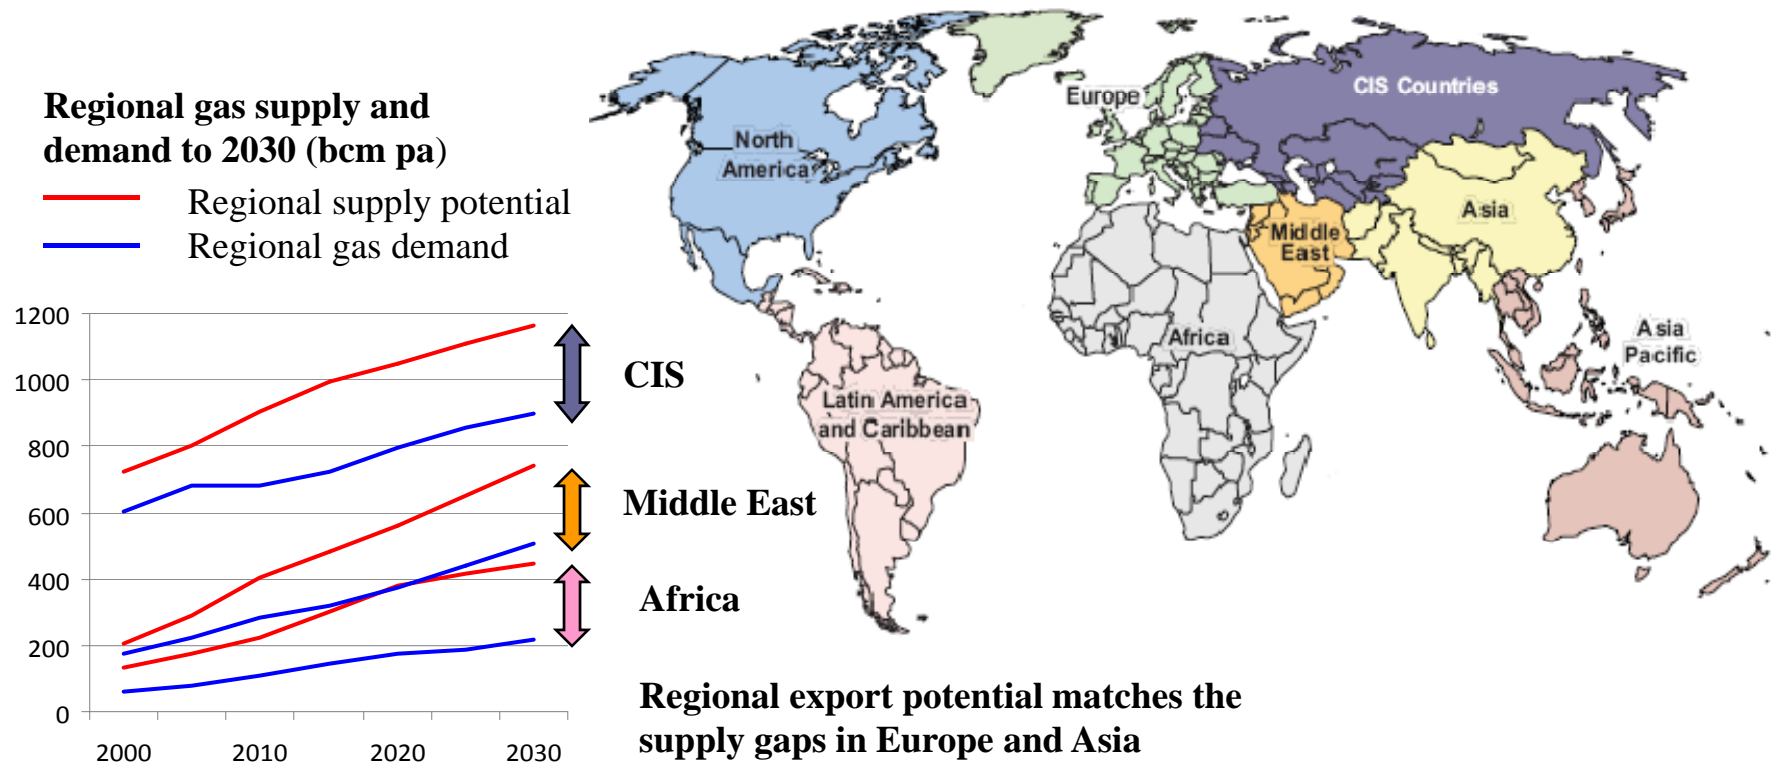 Regional gas supply and
demand to 2030 (bcm pa)
Regional supply potential
Regional gas demand
1200
1000
800
600
400
200
0
2000 2010 2020 2030
CIS
Middle East
Africa
North
America
Europe
CIS Countries
Asia
Middle
East
Africa
Asia
Pacific
Latin America
and Caribbean
Regional export potential matches the
supply gaps in Europe and Asia